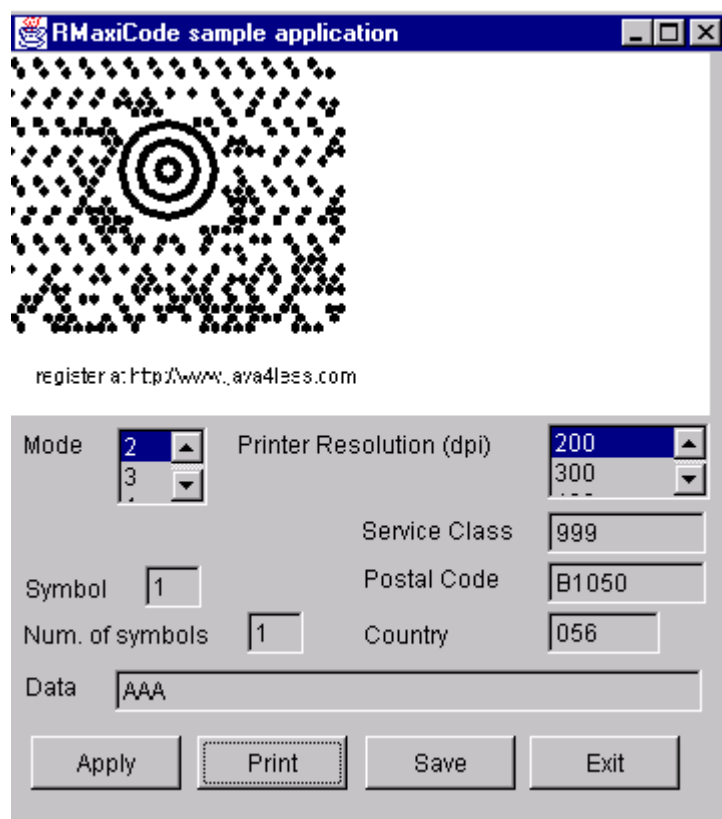 RMaxiCode sample application
register at http://www.java4less.com
Mode 2 Printer Resolution (dpi) 200
3 300
Service Class 999
Symbol 1 Postal Code B1050
Num. of symbols 1 Country 056
Data AAA
Apply Print Save Exit